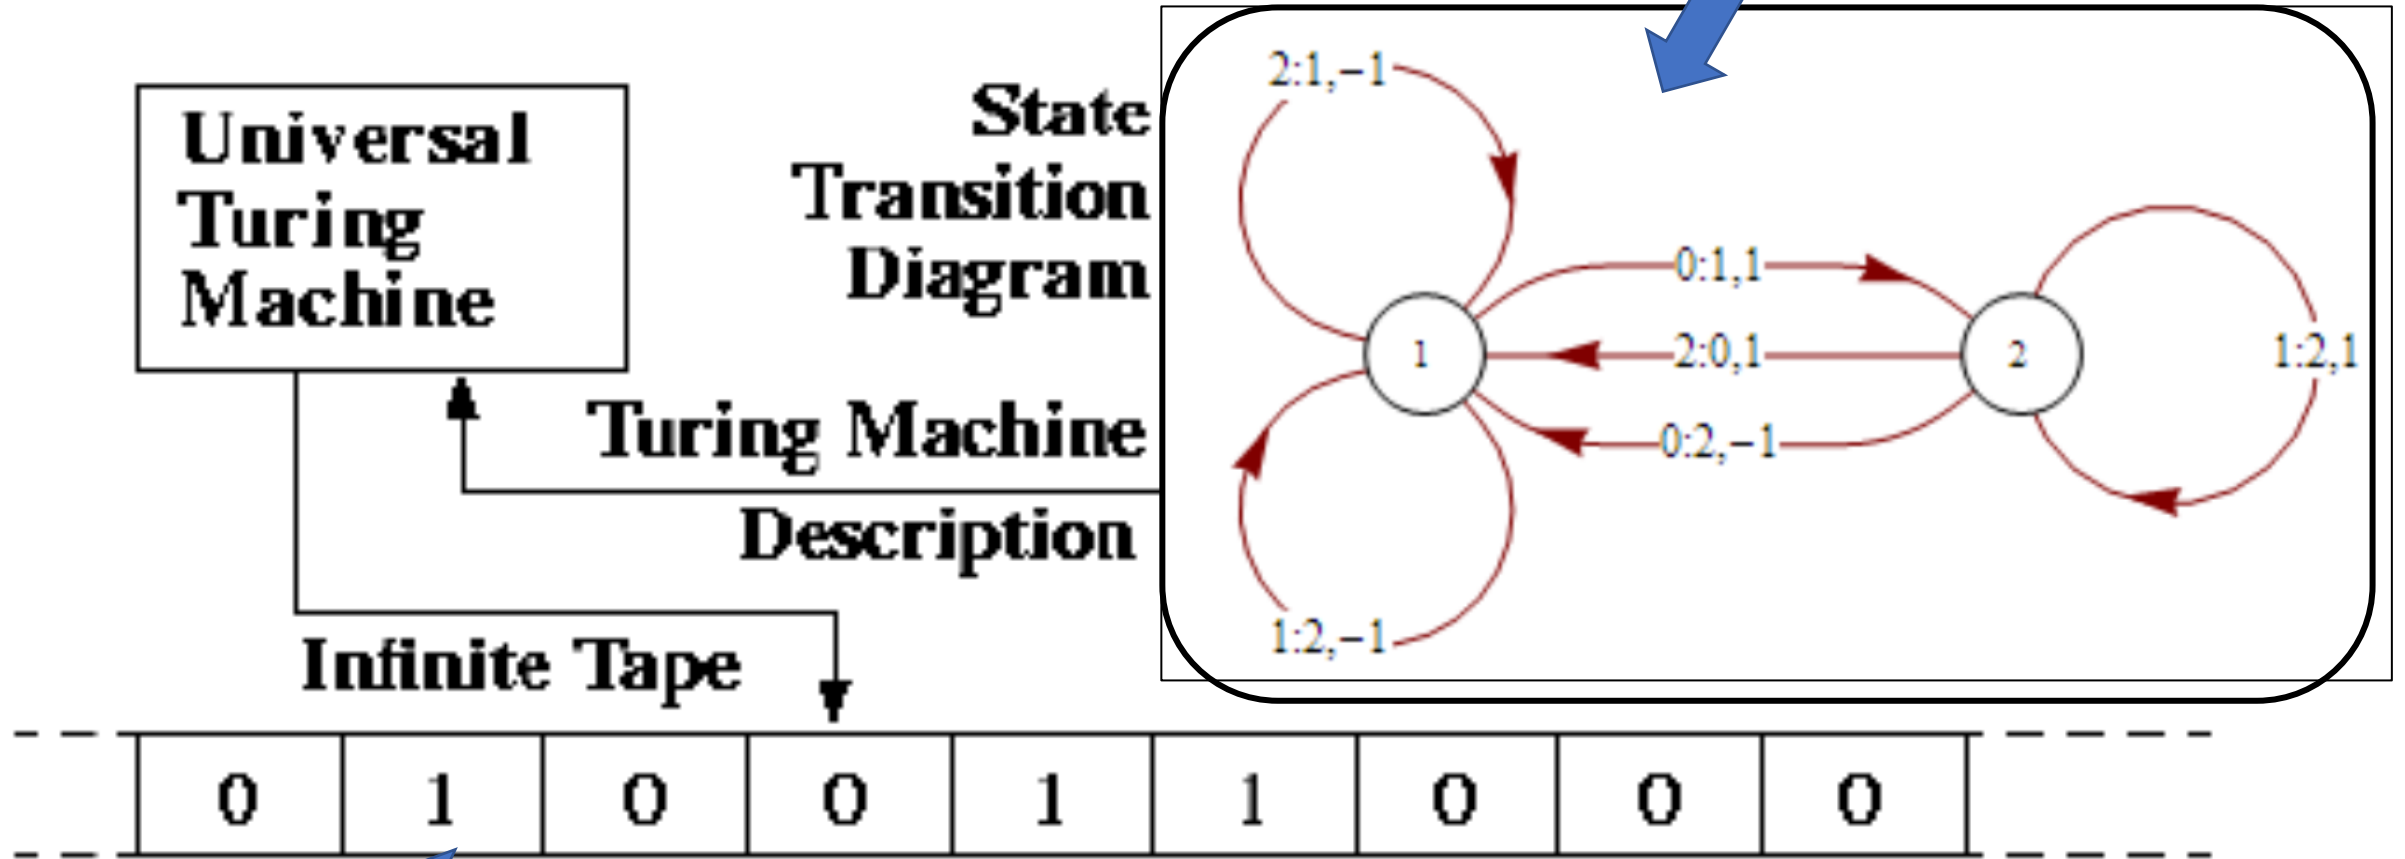 Universal
Turing
Machine
State
Transition
Diagram
Turing Machine
Description
Infinite Tape
2:1,−1
0:1,1
1
2:0,1
2
1:2,1
0:2,−1
1:2,−1
0 1 0 0 1 1 0 0 0